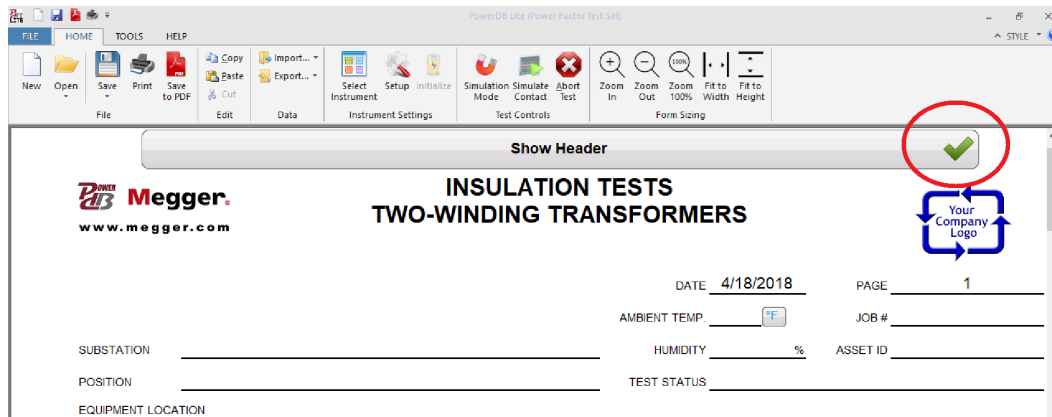 PowerDB Lite (Power Factor Test Set)
FILE HOME TOOLS HELP
STYLE
New Open Save Print Save to PDF
Copy
Paste
Cut
Import...
Export...
Select Instrument Setup Initialize
Simulation Mode Simulate Contact Abort Test
Zoom In Zoom Out 100% Zoom 100% Fit to Width Fit to Height
File Edit Data Instrument Settings Test Controls Form Sizing
Show Header
POWER DB Megger.
www.megger.com
INSULATION TESTS
TWO-WINDING TRANSFORMERS
Your
Company
Logo
DATE 4/18/2018 PAGE 1
AMBIENT TEMP. °F JOB #
SUBSTATION HUMIDITY % ASSET ID
POSITION TEST STATUS
EQUIPMENT LOCATION